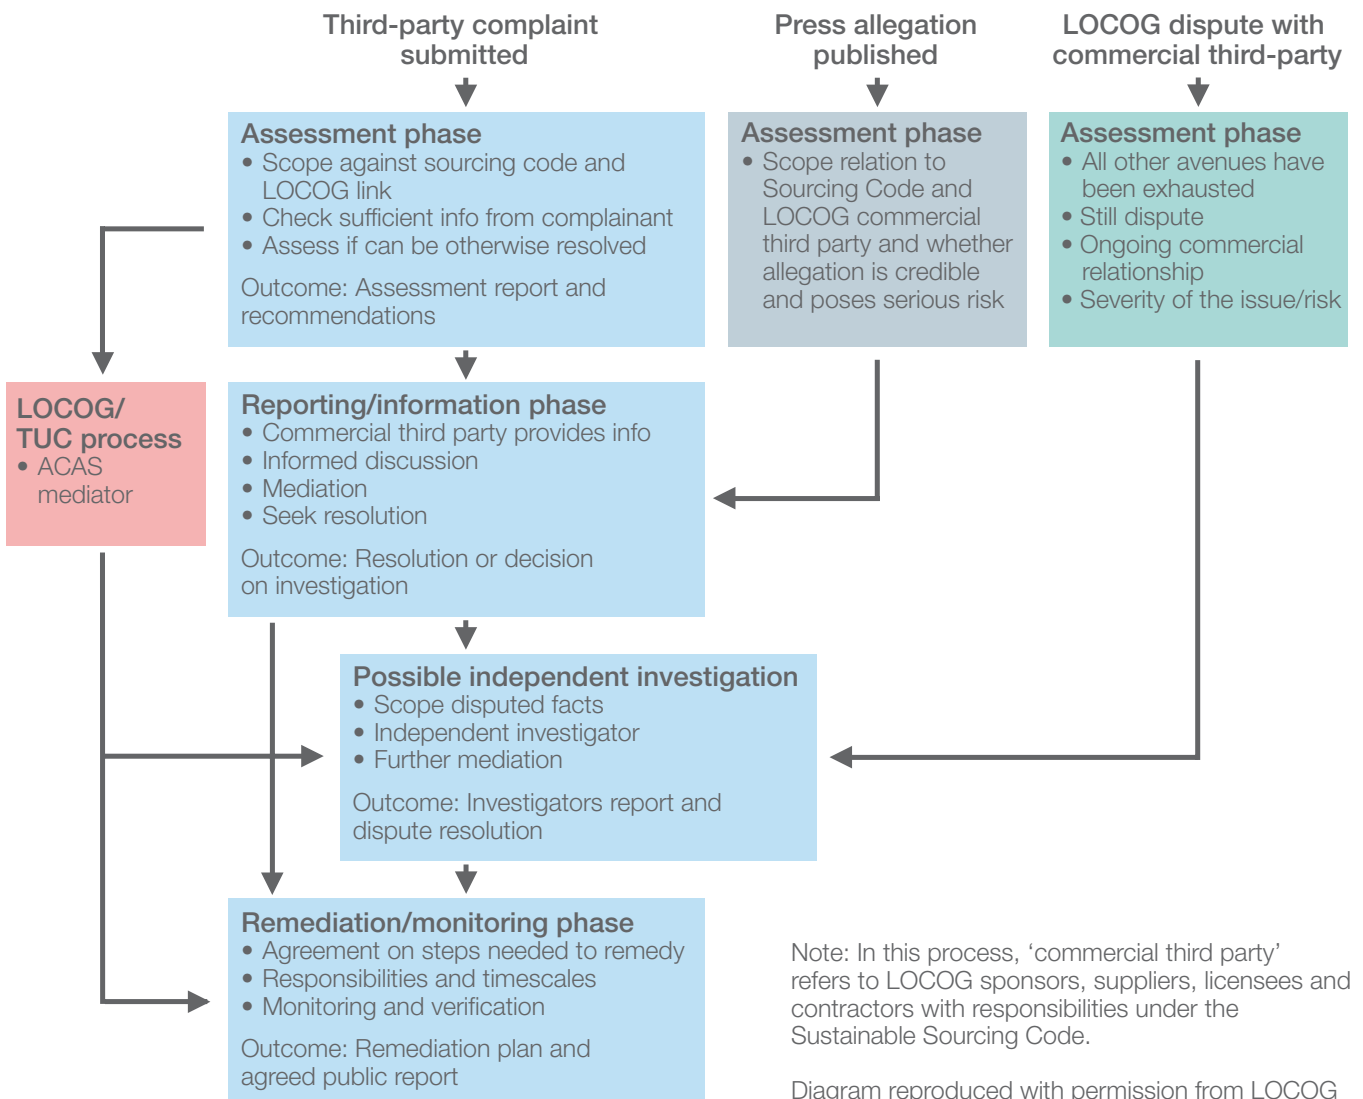 Third-party complaint
submitted
Press allegation
published
LOCOG dispute with
commercial third-party
Assessment phase
• Scope against sourcing code and
LOCOG link
• Check sufficient info from complainant
• Assess if can be otherwise resolved
Outcome: Assessment report and
recommendations
Assessment phase
• Scope relation to
Sourcing Code and
LOCOG commercial
third party and whether
allegation is credible
and poses serious risk
Assessment phase
• All other avenues have
been exhausted
• Still dispute
• Ongoing commercial
relationship
• Severity of the issue/risk
LOCOG/
TUC process
• ACAS
mediator
Reporting/information phase
• Commercial third party provides info
• Informed discussion
• Mediation
• Seek resolution
Outcome: Resolution or decision
on investigation
Possible independent investigation
• Scope disputed facts
• Independent investigator
• Further mediation
Outcome: Investigators report and
dispute resolution
Remediation/monitoring phase
• Agreement on steps needed to remedy
• Responsibilities and timescales
• Monitoring and verification
Outcome: Remediation plan and
agreed public report
Note: In this process, ‘commercial third party’
refers to LOCOG sponsors, suppliers, licensees and
contractors with responsibilities under the
Sustainable Sourcing Code.
Diagram reproduced with permission from LOCOG